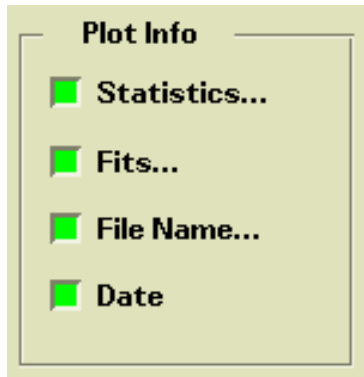 Plot Info
Statistics...
Fits...
File Name...
Date